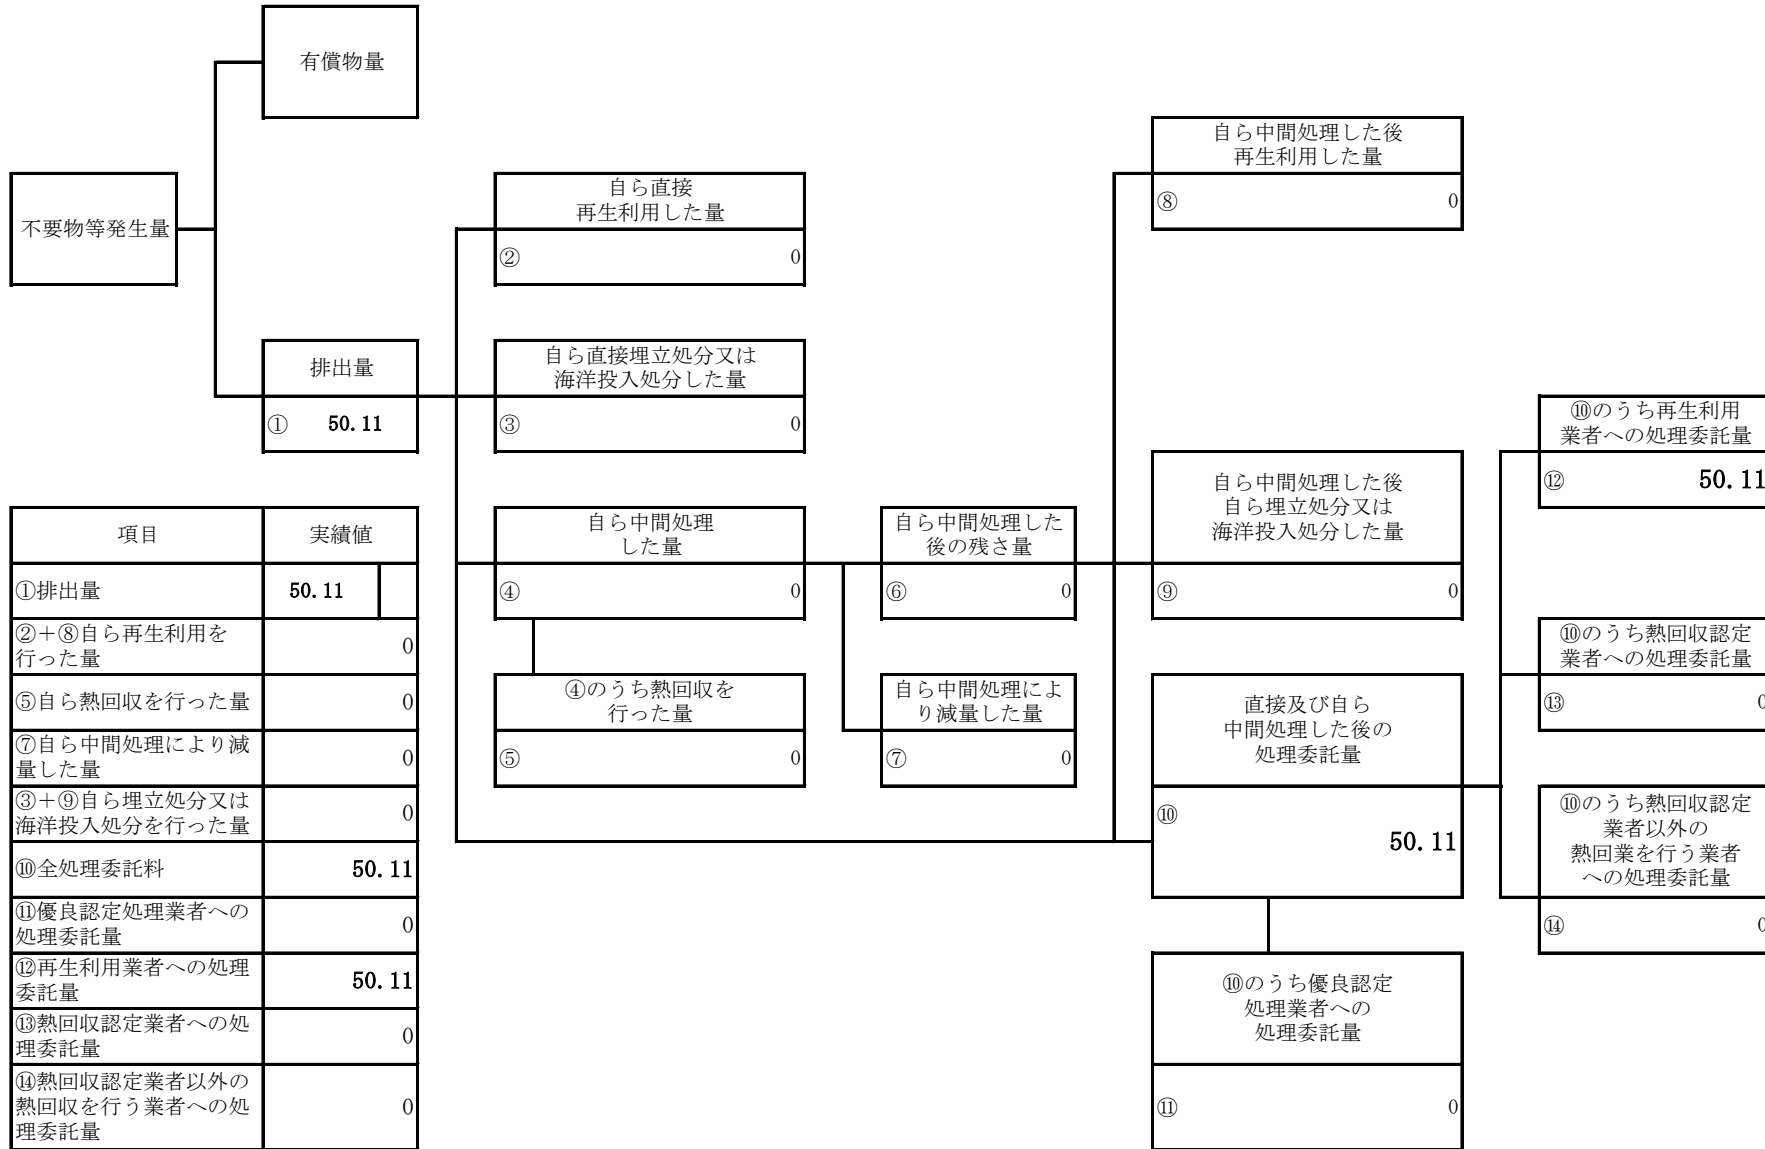 有償物量
不要物等発生量
排出量
① 50.11
自ら直接
再生利用した量
② 0
自ら直接埋立処分又は
海洋投入処分した量
③ 0
自ら中間処理
した量
④ 0
④のうち熱回収を
行った量
⑤ 0
自ら中間処理した
後の残さ量
⑥ 0
自ら中間処理によ
り減量した量
⑦ 0
自ら中間処理した後
再生利用した量
⑧ 0
自ら中間処理した後
自ら埋立処分又は
海洋投入処分した量
⑨ 0
直接及び自ら
中間処理した後の
処理委託量
⑩
50.11
⑩のうち優良認定
処理業者への
処理委託量
⑪ 0
⑩のうち再生利用
業者への処理委託量
⑫ 50.11
⑩のうち熱回収認定
業者への処理委託量
⑬ 0
⑩のうち熱回収認定
業者以外の
熱回業を行う業者
への処理委託量
⑭ 0
項目 実績値
①排出量 50.11
②+⑧自ら再生利用を
行った量 0
⑤自ら熱回収を行った量 0
⑦自ら中間処理により減
量した量 0
③+⑨自ら埋立処分又は
海洋投入処分を行った量 0
⑩全処理委託料 50.11
⑪優良認定処理業者への
処理委託量 0
⑫再生利用業者への処理
委託量 50.11
⑬熱回収認定業者への処
理委託量 0
⑭熱回収認定業者以外の
熱回収を行う業者への処
理委託量 0